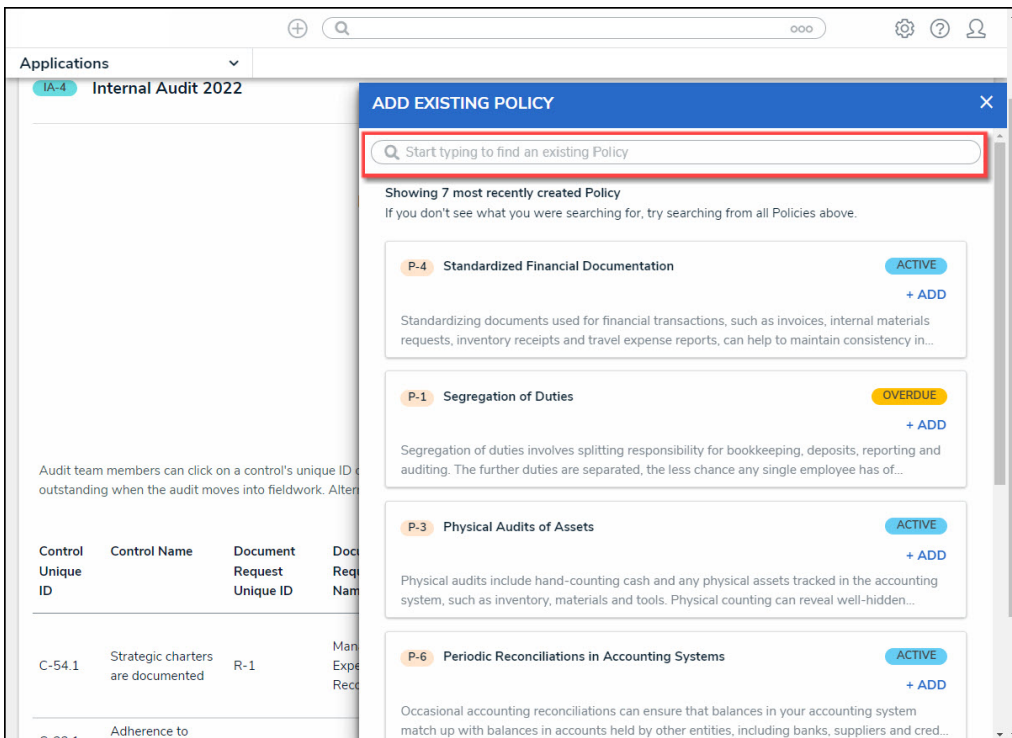 Applications
IA-4 Internal Audit 2022
Audit team members can click on a control's unique ID
outstanding when the audit moves into fieldwork.
Control Unique ID
Control Name
Document Request Unique ID
C-54.1
Strategic charters are documented
R-1
Adherence to
ADD EXISTING POLICY
Start typing to find an existing Policy
Showing 7 most recently created Policy
If you don't see what you were searching for, try searching from all Policies above.
P-4 Standardized Financial Documentation ACTIVE
+ ADD
Standardizing documents used for financial transactions, such as invoices, internal materials
requests, inventory receipts and travel expense reports, can help to maintain consistency in...
P-1 Segregation of Duties OVERDUE
+ ADD
Segregation of duties involves splitting responsibility for bookkeeping, deposits, reporting and
auditing. The further duties are separated, the less chance any single employee has of...
P-3 Physical Audits of Assets ACTIVE
+ ADD
Physical audits include hand-counting cash and any physical assets tracked in the accounting
system, such as inventory, materials and tools. Physical counting can reveal well-hidden...
P-6 Periodic Reconciliations in Accounting Systems ACTIVE
+ ADD
Occasional accounting reconciliations can ensure that balances in your accounting system
match up with balances in accounts held by other entities, including banks, suppliers and cred...